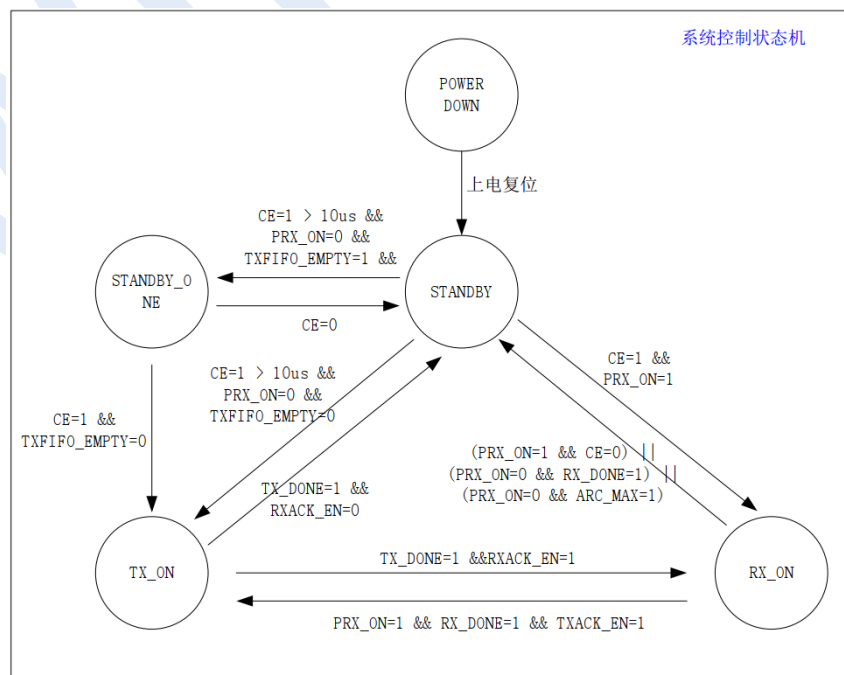 系统控制状态机
POWER
DOWN
上电复位
CE=1 > 10us &&
PRX_ON=0 &&
TXFIFO_EMPTY=1 &&
STANDBY_O
NE
STANDBY
CE=0
CE=1 &&
PRX_ON=1
CE=1 > 10us &&
PRX_ON=0 &&
TXFIFO_EMPTY=0
CE=1 &&
TXFIFO_EMPTY=0
(PRX_ON=1 && CE=0) ||
(PRX_ON=0 && RX_DONE=1) ||
(PRX_ON=0 && ARC_MAX=1)
TX_DONE=1 &&
RXACK_EN=0
TX_ON
TX_DONE=1 &&RXACK_EN=1
RX_ON
PRX_ON=1 && RX_DONE=1 && TXACK_EN=1